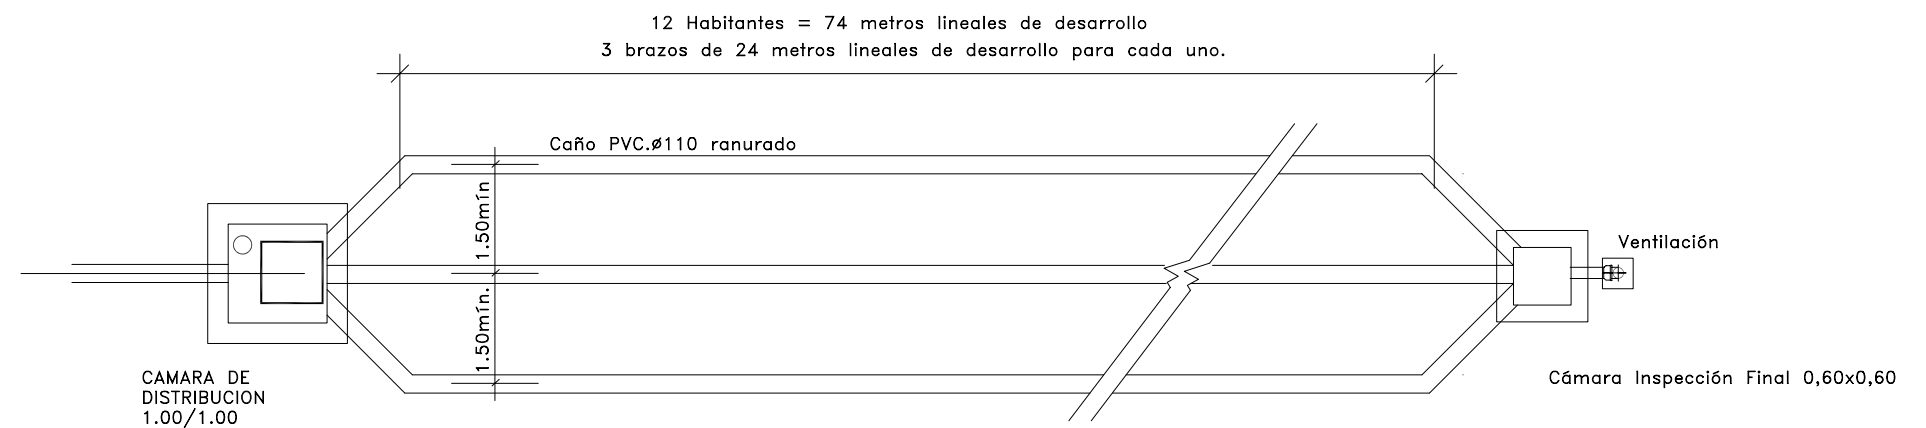 12 Habitantes = 74 metros lineales de desarrollo
3 brazos de 24 metros lineales de desarrollo para cada uno.
Caño PVC.ø110 ranurado
1.50mín
1.50mín.
Ventilación
CAMARA DE
DISTRIBUCION
1.00/1.00
Cámara Inspección Final 0,60x0,60